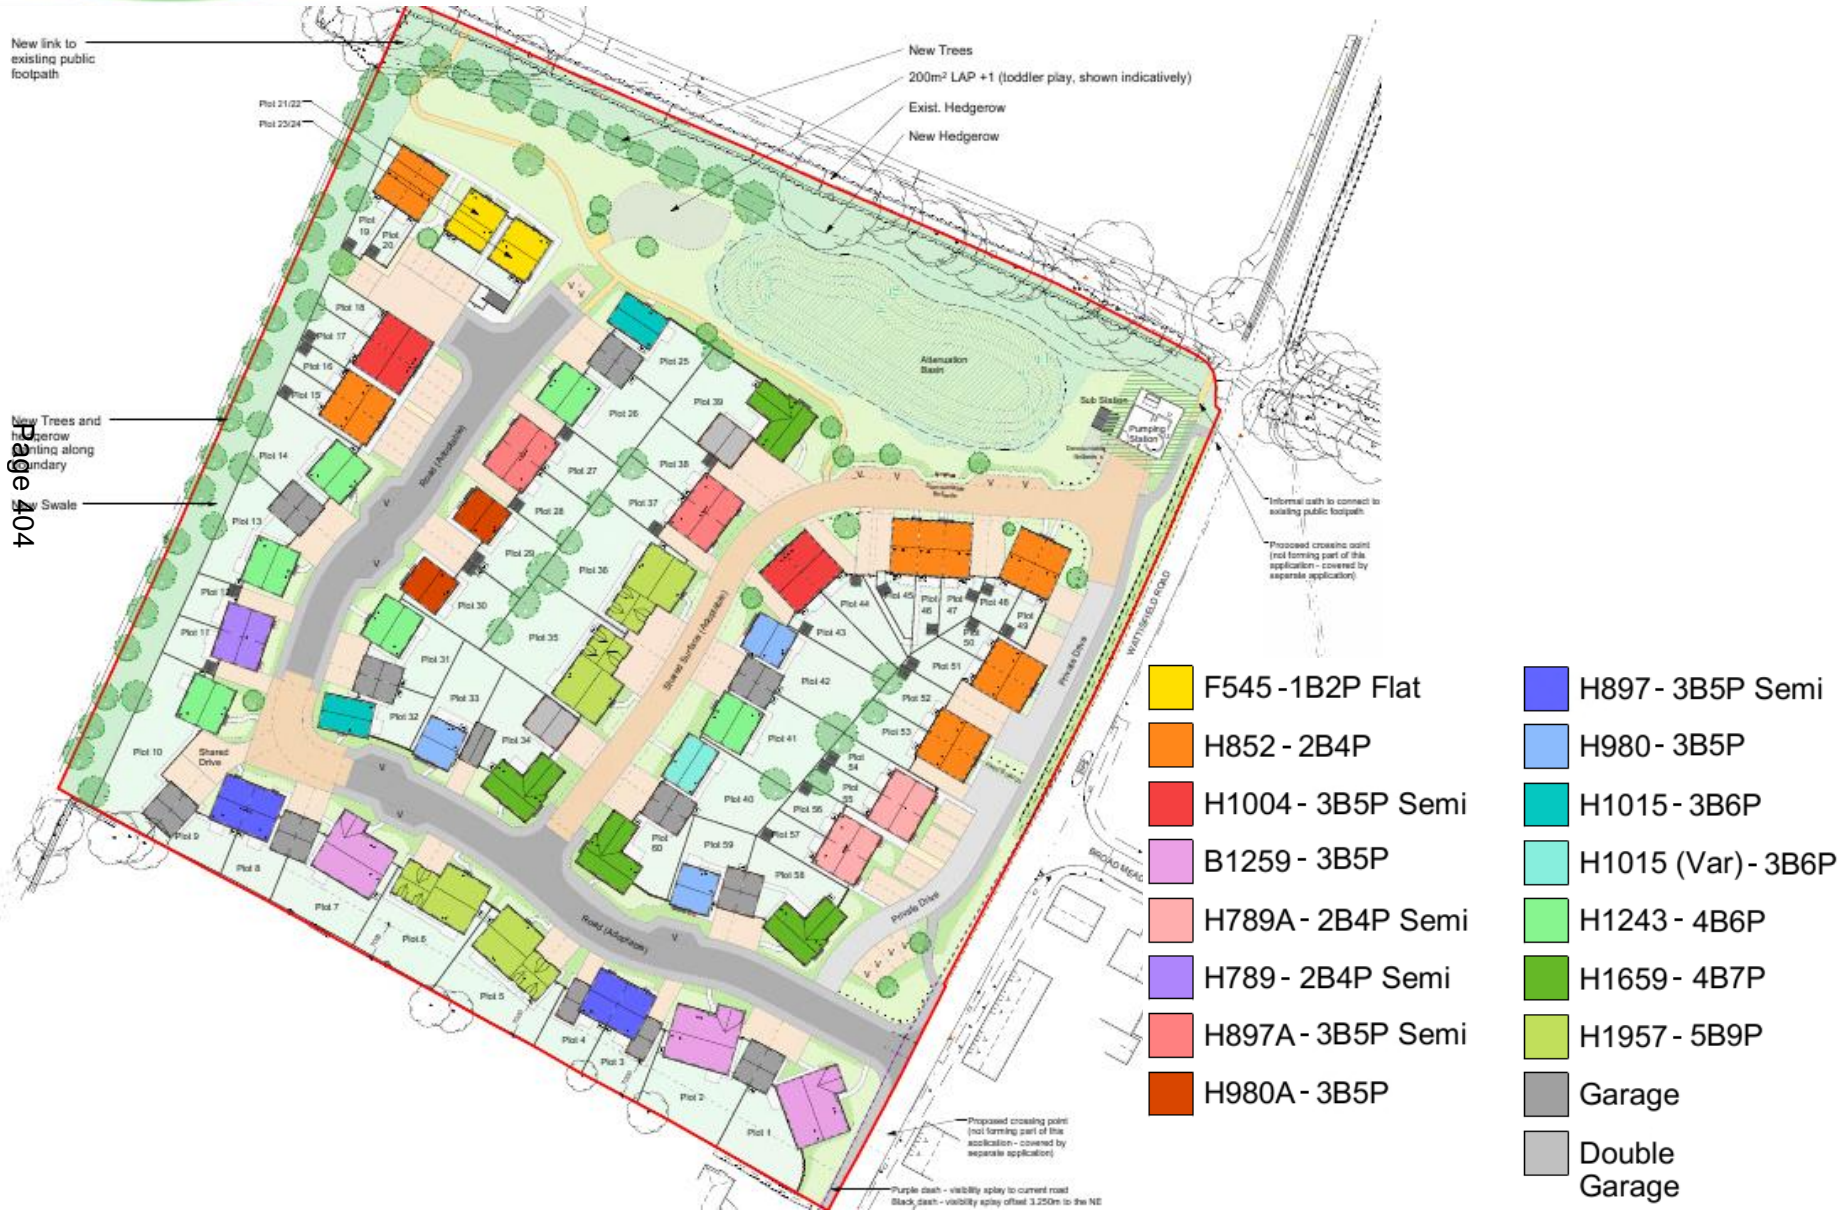 New link to
existing public
footpath
Plot 21/22
Plot 23/24
New Trees
200m² LAP +1 (toddler play, shown indicatively)
Exist. Hedgerow
New Hedgerow
Plot
19
Plot
20
Plot 18
Plot 17
Plot 16
Plot 15
Plot 14
Plot 13
Plot 11
Plot 10
Plot 9
Plot 8
Plot 7
Plot 6
Plot 5
Plot 4
Plot 3
Plot 2
Plot 1
New Trees and
hedgerow
planting along
boundary
New Swale
Page 404
Road (Adoptable)
Plot 25
Plot 26
Plot 27
Plot 28
Plot 29
Plot 30
Plot 31
Plot 32
Plot 33
Plot 34
Plot 35
Plot 36
Plot 37
Plot 38
Plot 39
Attenuation
Basin
Sub Station
Pumping
Station
Informal path to connect to
existing public footpath
Proposed crossing point
(not forming part of this
application - covered by
separate application)
WATTISFIELD ROAD
Shared Surface (Adoptable)
Plot 44
Plot 45
Plot
46
Plot
47
Plot 48
Plot
49
Plot
50
Plot 51
Plot 52
Plot 53
Plot
54
Plot
55
Plot 56
Plot 57
Plot 58
Plot 59
Plot
60
Plot 43
Plot 42
Plot 41
Plot 40
Private Drive
Private Drive
Shared
Drive
Road (Adoptable)
Proposed crossing point
(not forming part of this
application - covered by
separate application)
Purple dash - visibility splay to current road
Black dash - visibility splay offset 3.250m to the NE
F545 -1B2P Flat
H852 - 2B4P
H1004 - 3B5P Semi
B1259 - 3B5P
H789A - 2B4P Semi
H789 - 2B4P Semi
H897A - 3B5P Semi
H980A - 3B5P
H897 - 3B5P Semi
H980 - 3B5P
H1015 - 3B6P
H1015 (Var) - 3B6P
H1243 - 4B6P
H1659 - 4B7P
H1957 - 5B9P
Garage
Double
Garage